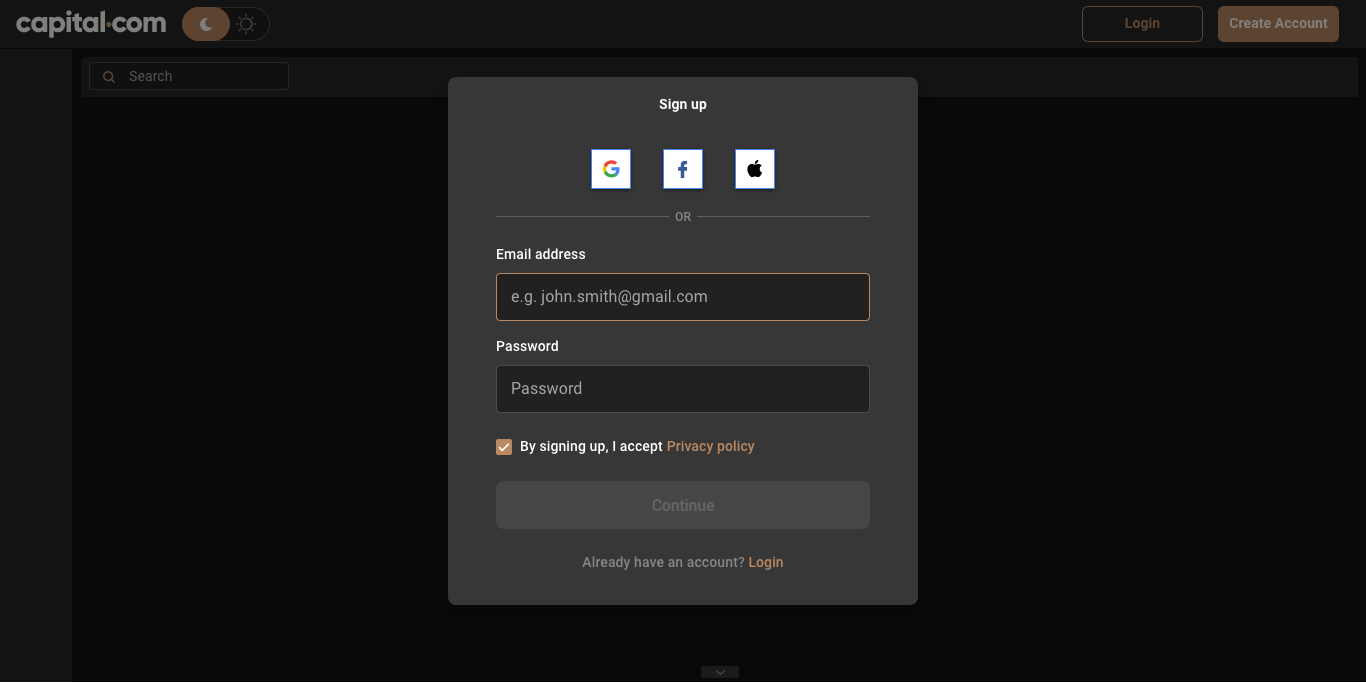 capital.com
Login
Create Account
Search
Sign up
OR
Email address
e.g. john.smith@gmail.com
Password
Password
By signing up, I accept Privacy policy
Continue
Already have an account? Login